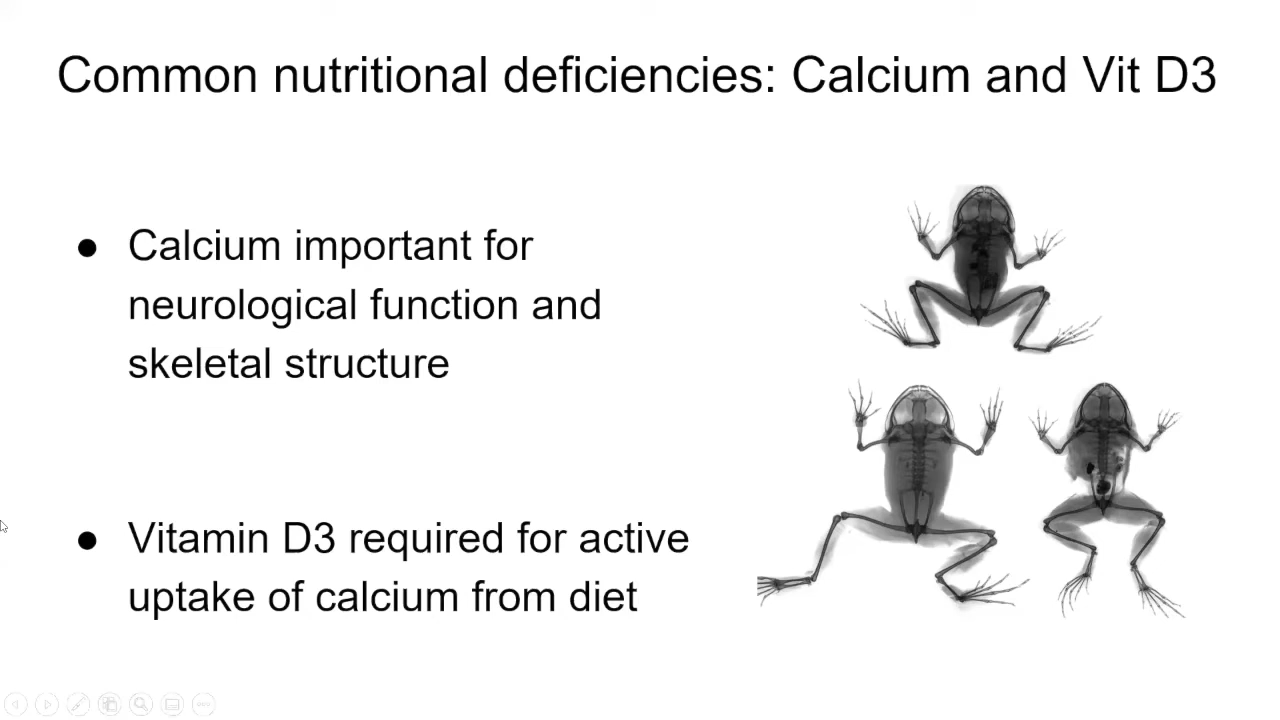 Common nutritional deficiencies: Calcium and Vit D3
● Calcium important for
neurological function and
skeletal structure
● Vitamin D3 required for active
uptake of calcium from diet